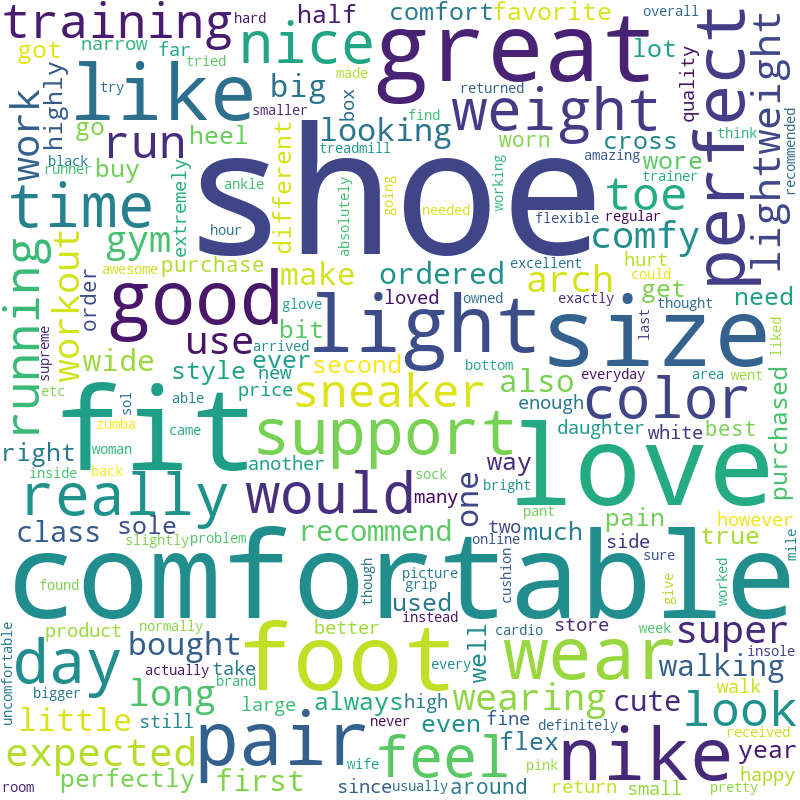 training
hard
half
comfort
favorite
overall
got
narrow
far
tried
nice
great
lot
try
like
big
returned
made
find
quality
perfect
lightweight
recommended
work
highly
go
run
heel
smaller
box
looking
weight
worn
cross
amazing
think
black
runner
buy
treadmill
wore
trainer
time
extremely
ankle
different
absolutely
shoe
going
needed
working
flexible
toe
regular
gym
hour
comfy
running
workout
awesome
purchase
make
ordered
excellent
arch
hurt
could
get
need
order
good
glove
loved
owned
exactly
thought
supreme
use
bit
light
size
last
liked
wide
arrived
style
ever
second
bottom
everyday
area
went
etc
sol
able
price
new
sneaker
also
enough
color
fit
zumba
came
support
love
daughter
white
best
purchased
right
woman
another
way
inside
back
sock
bright
pant
really
would
many
one
class
sole
recommend
two
much
pain
true
however
slightly
problem
online
side
sure
mile
comfortable
found
though
picture
grip
cushion
give
worked
used
instead
cardio
store
week
product
normally
better
foot
super
uncomfortable
day
bought
every
well
wear
walking
insole
actually
take
bigger
brand
long
large
always
high
wearing
cute
walk
look
little
still
pair
never
even
fine
definitely
received
expected
feel
flex
nike
year
perfectly
first
wife
pink
happy
room
since
usually
around
return
small
pretty